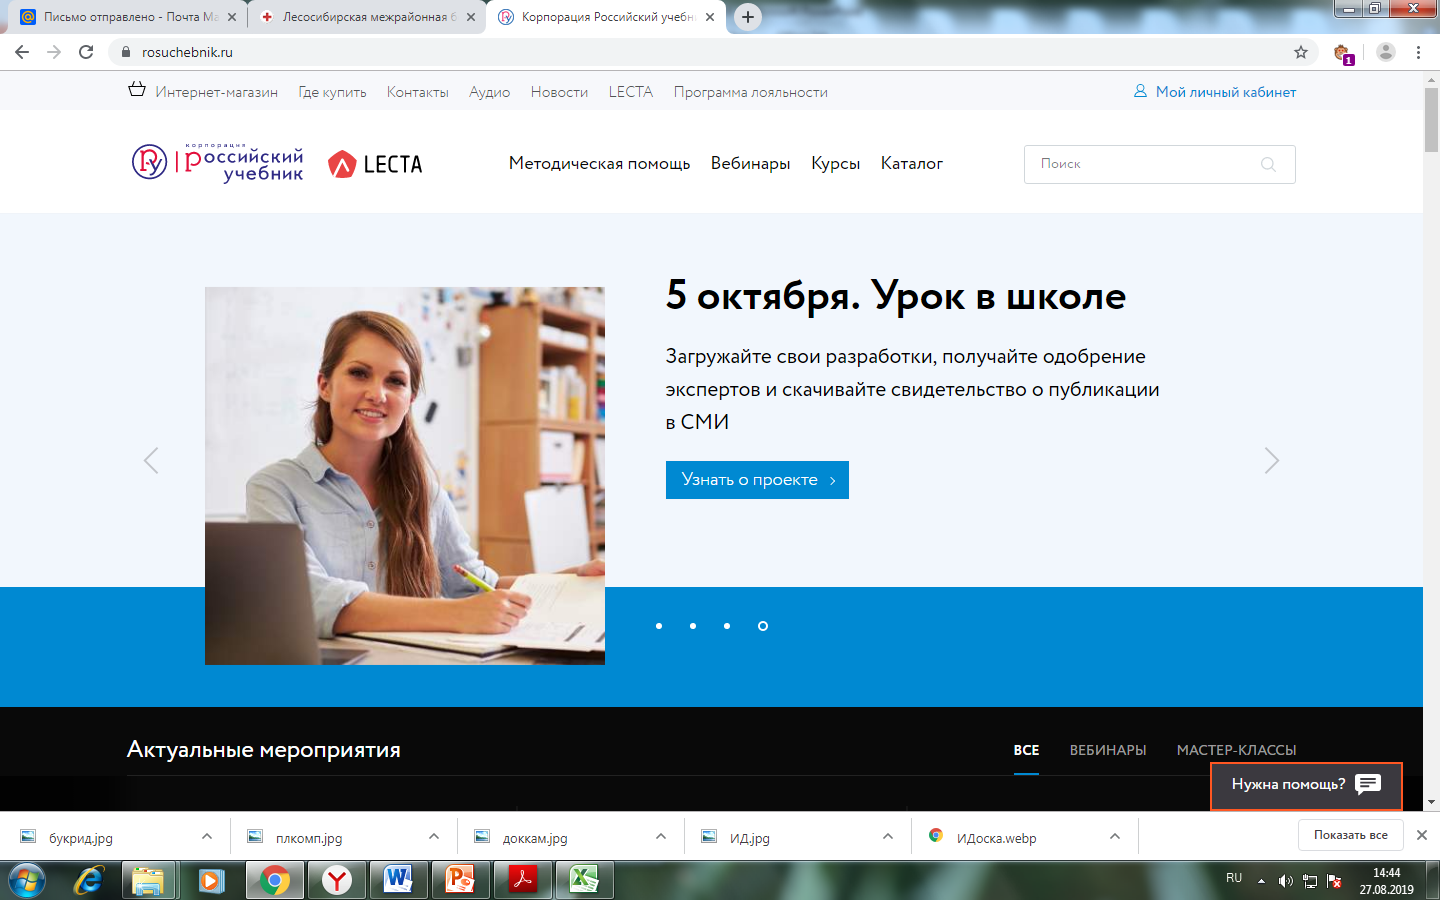 Письмо отправлено - Почта Ma
Лесосибирская межрайонная б
Корпорация Российский учебни
rosuchebnik.ru
1
Интернет-магазин Где купить Контакты Аудио Новости LECTA Программа лояльности Мой личный кабинет
корпорация
российский
учебник
LECTA
Методическая помощь Вебинары Курсы Каталог
Поиск
5 октября. Урок в школе
Загружайте свои разработки, получайте одобрение
экспертов и скачивайте свидетельство о публикации
в СМИ
Узнать о проекте
Актуальные мероприятия
ВСЕ ВЕБИНАРЫ МАСТЕР-КЛАССЫ
Нужна помощь?
букрид.jpg плкомп.jpg доккам.jpg ИД.jpg ИДоска.webp Показать все
RU
14:44
27.08.2019